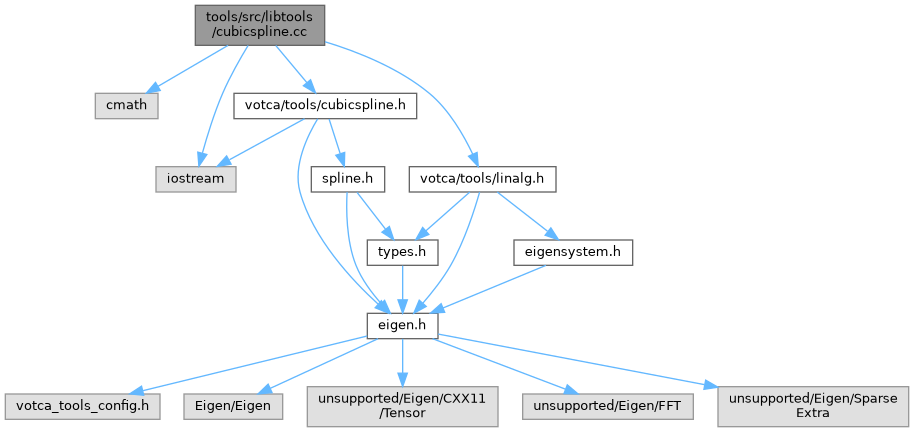 tools/src/libtools
/cubicspline.cc
cmath
votca/tools/cubicspline.h
iostream
spline.h
votca/tools/linalg.h
types.h
eigensystem.h
eigen.h
votca_tools_config.h
Eigen/Eigen
unsupported/Eigen/CXX11
/Tensor
unsupported/Eigen/FFT
unsupported/Eigen/Sparse
Extra